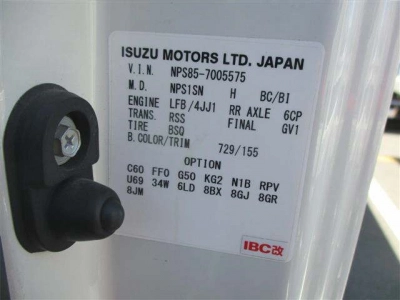 ISUZU MOTORS LTD. JAPAN
V.I.N. NPS85-7005575
M.D. NPS1SN H BC/BI
ENGINE LFB/4JJ1 RR AXLE 6CP
TRANS. RSS FINAL GV1
TIRE BSQ
B.COLOR/TRIM 729/155
OPTION
C60 FF0 G50 KG2 N1B RPV
U69 34W 6LD 8BX 8GJ 8GR
8JM
IBC改